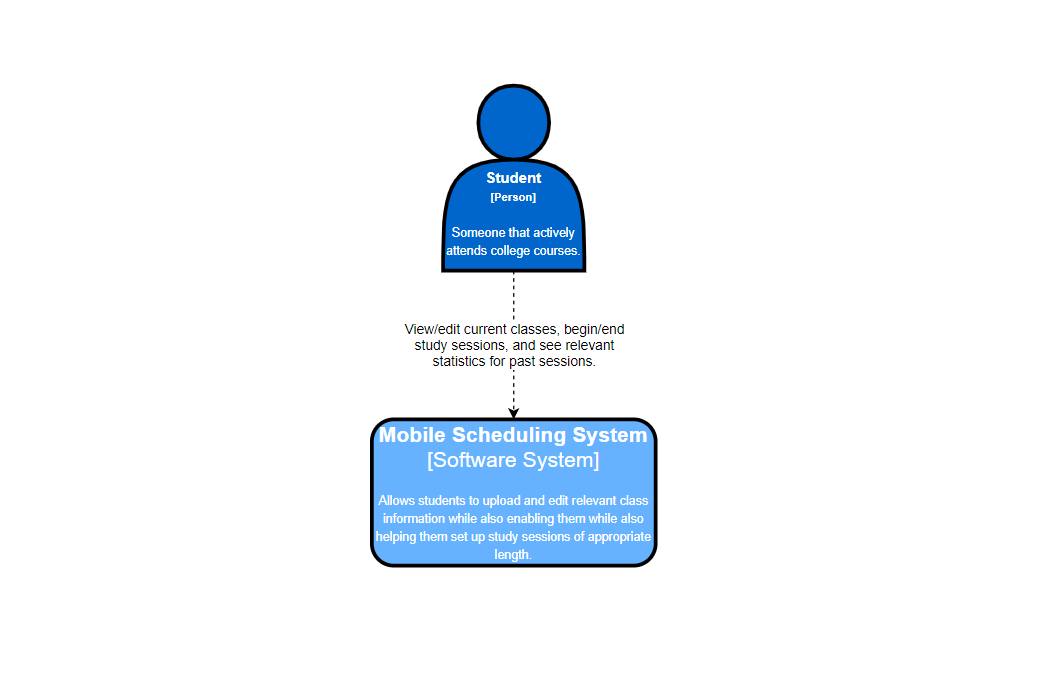 Student
[Person]
Someone that actively
attends college courses.
View/edit current classes, begin/end
study sessions, and see relevant
statistics for past sessions.
Mobile Scheduling System
[Software System]
Allows students to upload and edit relevant class
information while also enabling them while also
helping them set up study sessions of appropriate
length.